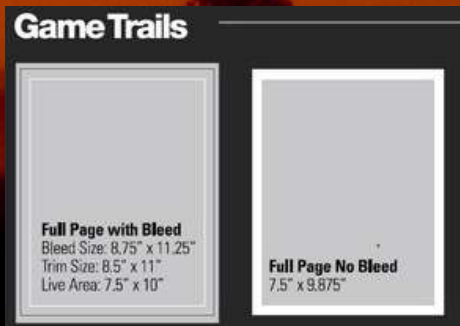 Game Trails
Full Page with Bleed
Bleed Size: 8.75" x 11.25"
Trim Size: 8.5" x 11"
Live Area: 7.5" x 10"
Full Page No Bleed
7.5" x 9.875"